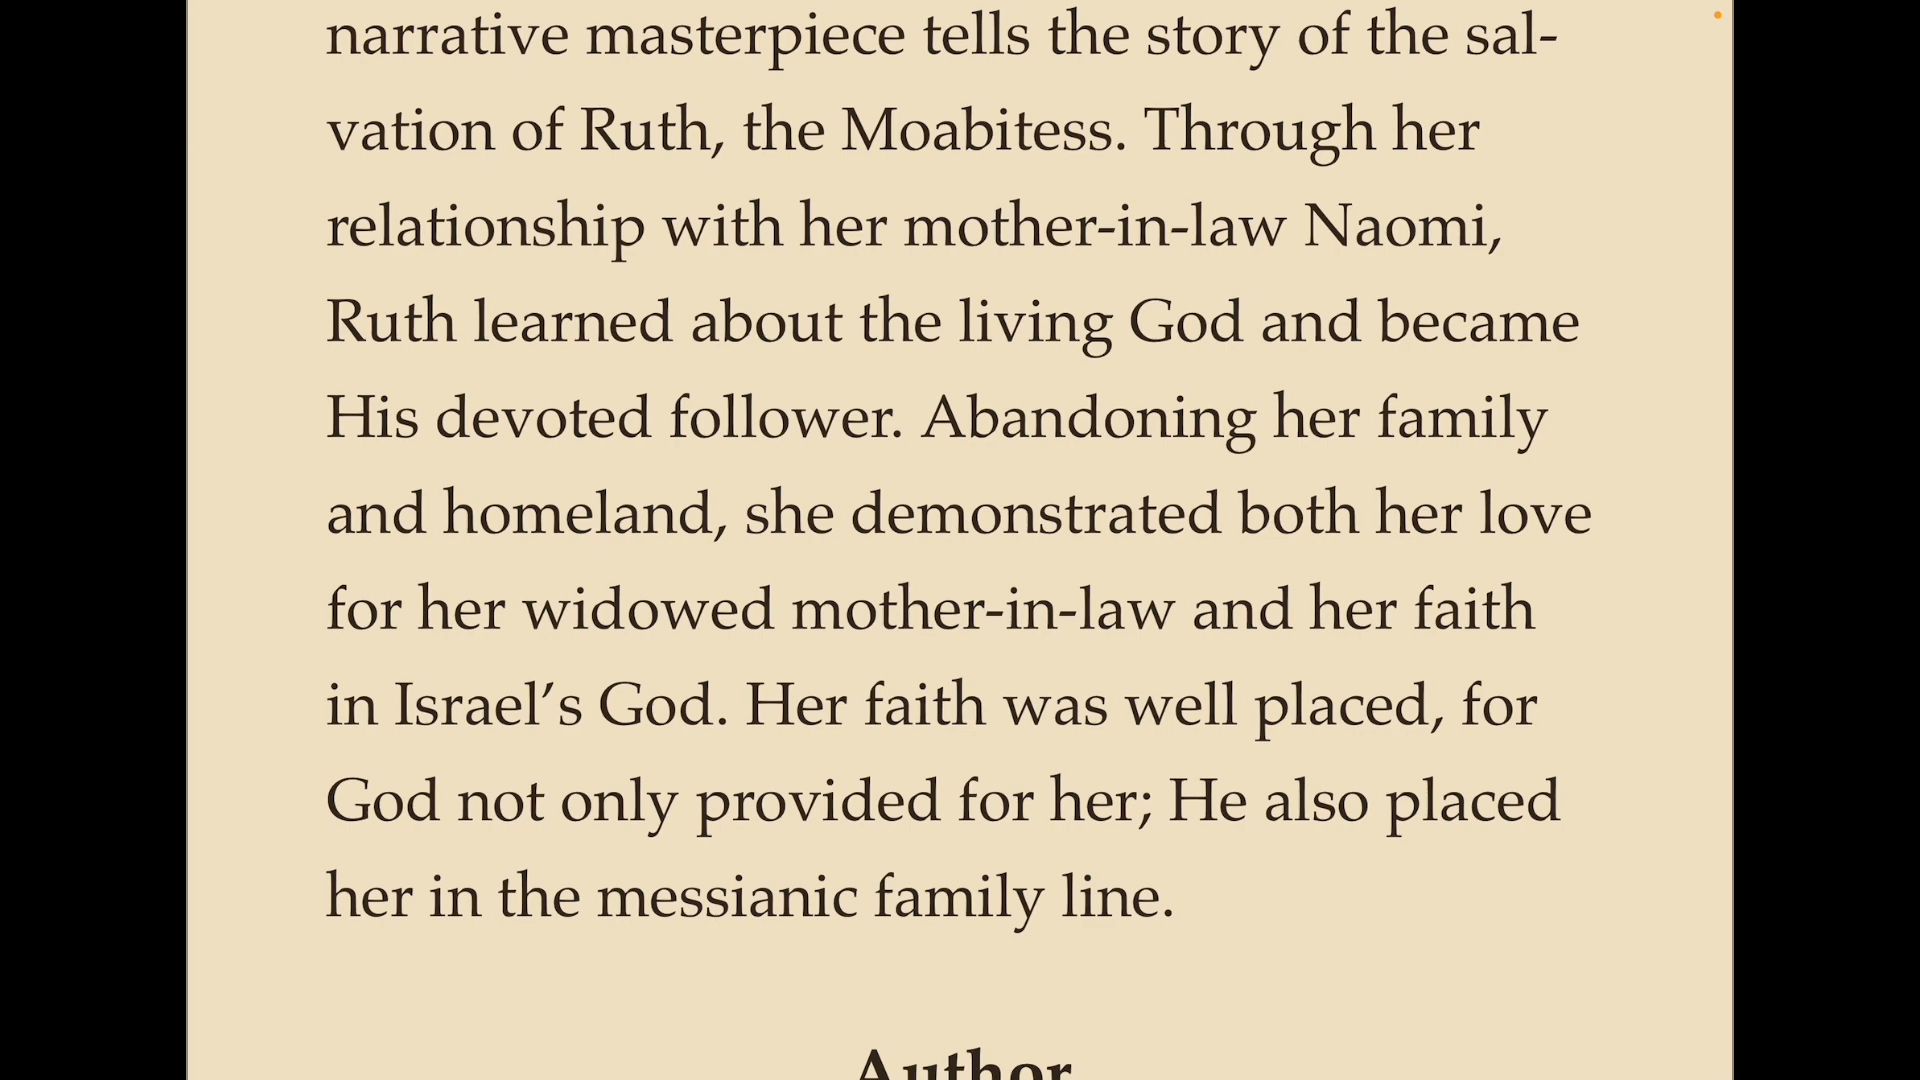 narrative masterpiece tells the story of the sal-
vation of Ruth, the Moabitess. Through her
relationship with her mother-in-law Naomi,
Ruth learned about the living God and became
His devoted follower. Abandoning her family
and homeland, she demonstrated both her love
for her widowed mother-in-law and her faith
in Israel’s God. Her faith was well placed, for
God not only provided for her; He also placed
her in the messianic family line.
Author